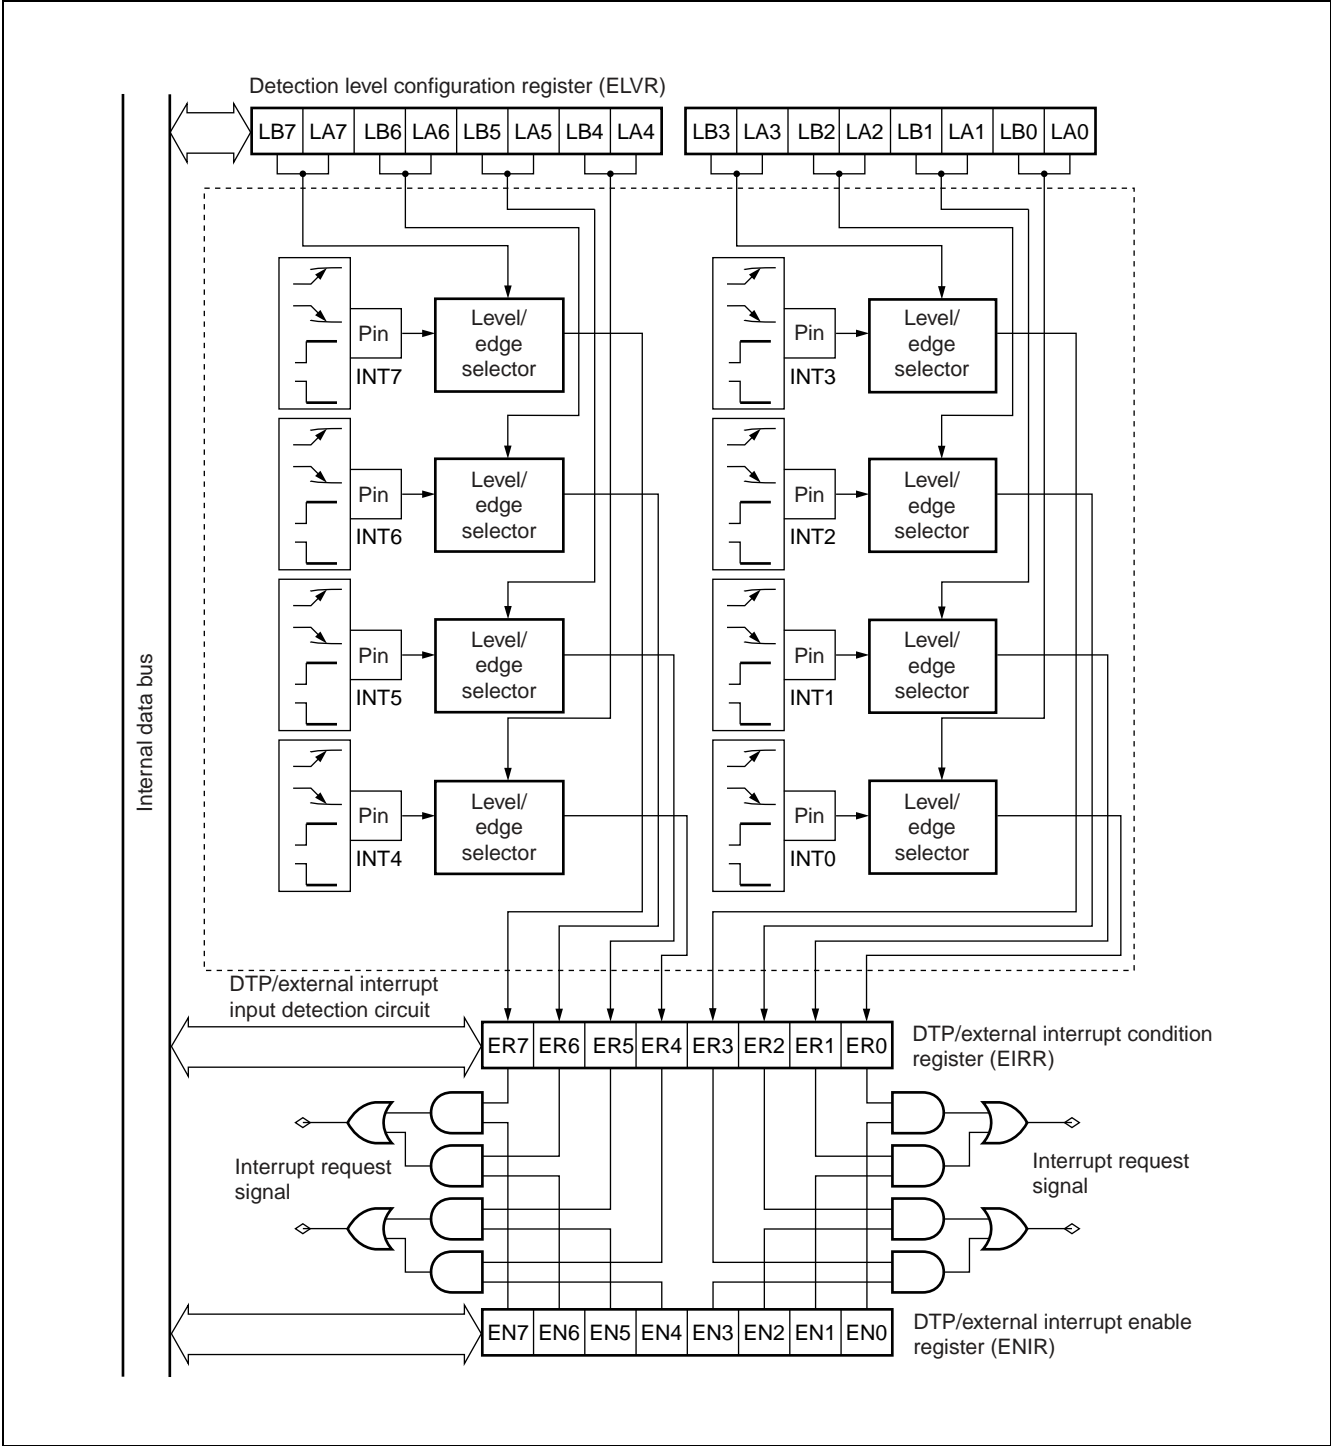 Detection level configuration register (ELVR)
LB7 LA7 LB6 LA6 LB5 LA5 LB4 LA4
LB3 LA3 LB2 LA2 LB1 LA1 LB0 LA0
Pin
INT7
Level/
edge
selector
Pin
INT3
Level/
edge
selector
Pin
INT6
Level/
edge
selector
Pin
INT2
Level/
edge
selector
Pin
INT5
Level/
edge
selector
Pin
INT1
Level/
edge
selector
Pin
INT4
Level/
edge
selector
Pin
INT0
Level/
edge
selector
Internal data bus
DTP/external interrupt
input detection circuit
ER7 ER6 ER5 ER4 ER3 ER2 ER1 ER0
DTP/external interrupt condition
register (EIRR)
Interrupt request
signal
Interrupt request
signal
EN7 EN6 EN5 EN4 EN3 EN2 EN1 EN0
DTP/external interrupt enable
register (ENIR)